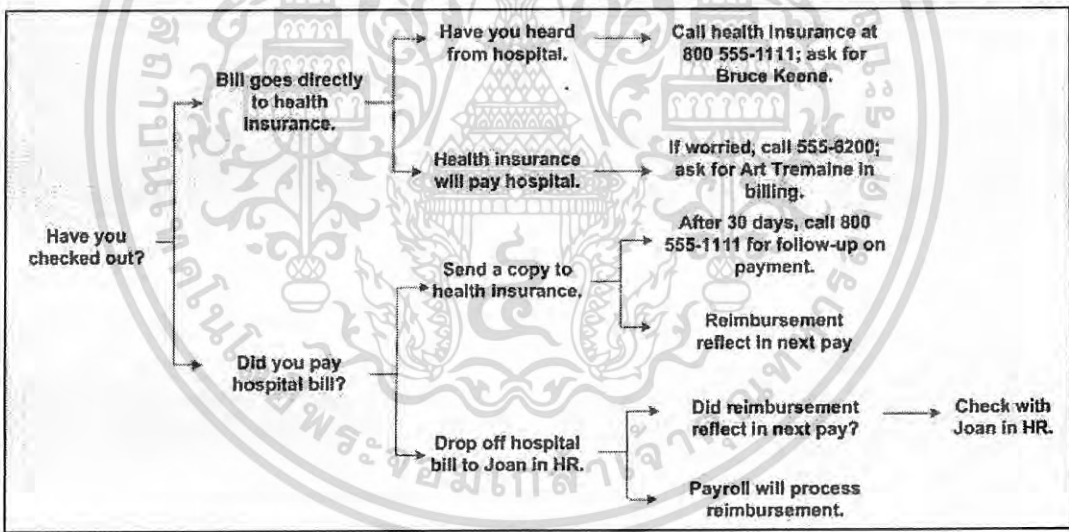 Have you checked out?
Bill goes directly
to health
Insurance.
Have you heard
from hospital.
Call health Insurance at
800 555-1111; ask for
Bruce Keene.
Health insurance
will pay hospital.
If worried, call 555-6200;
ask for Art Tremaine in
billing.
Did you pay
hospital bill?
Send a copy to
health insurance.
After 30 days, call 800
555-1111 for follow-up on
payment.
Reimbursement
reflect in next pay
Drop off hospital
bill to Joan in HR.
Did reimbursement
reflect in next pay?
Check with
Joan in HR.
Payroll will process
reimbursement.